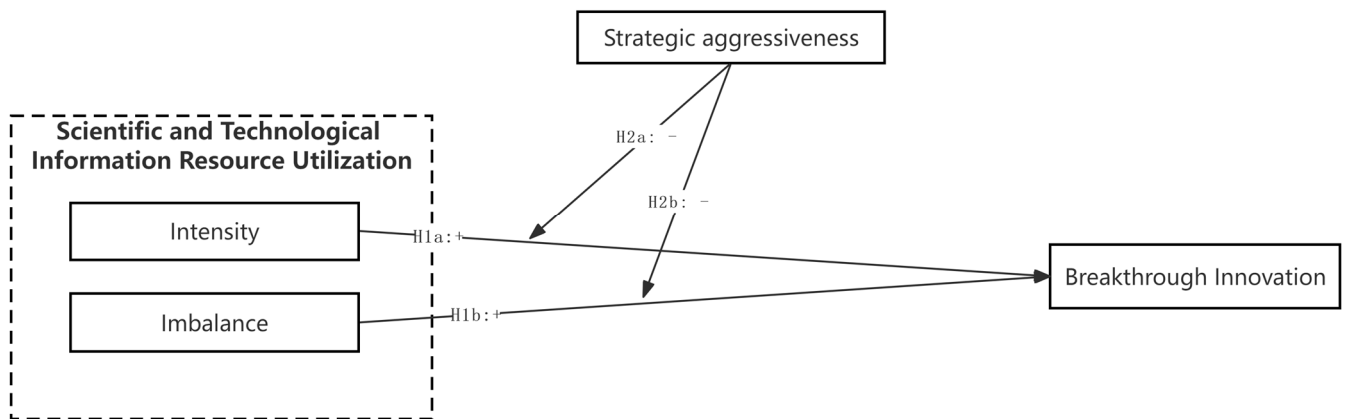 Strategic aggressiveness
Scientific and Technological
Information Resource Utilization
H2a: -
H2b: -
Intensity
H1a:+
Breakthrough Innovation
Imbalance
H1b:+